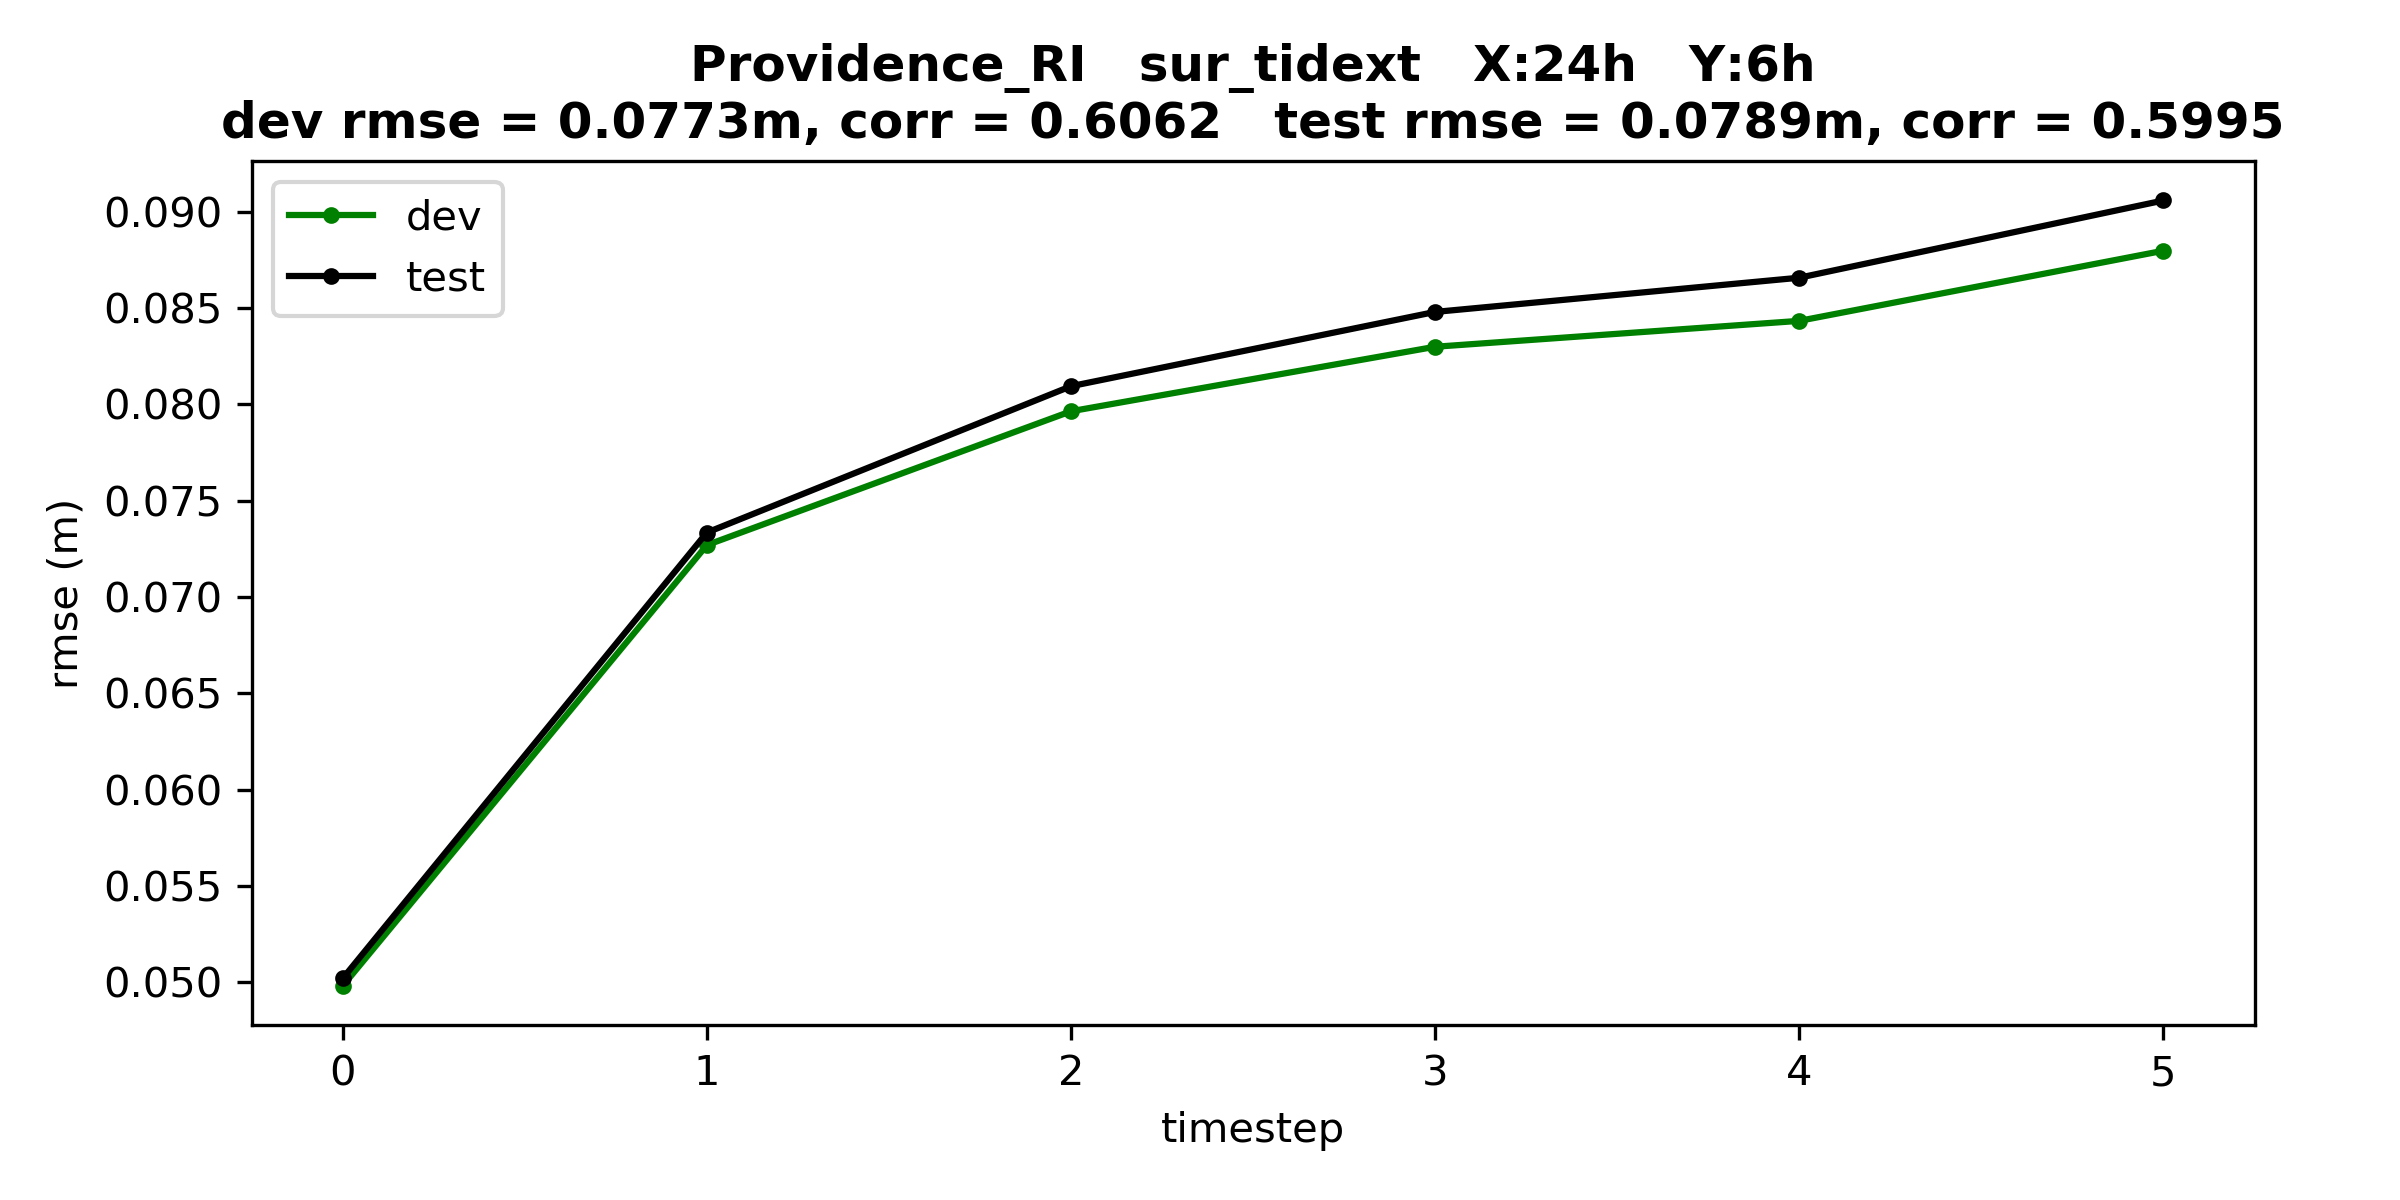 Providence_RI   sur_tidext   X:24h   Y:6h
dev rmse = 0.0773m, corr = 0.6062   test rmse = 0.0789m, corr = 0.5995
dev
test
0.090
0.085
0.080
0.075
0.070
0.065
0.060
0.055
0.050
rmse (m)
0 1 2 3 4 5
timestep